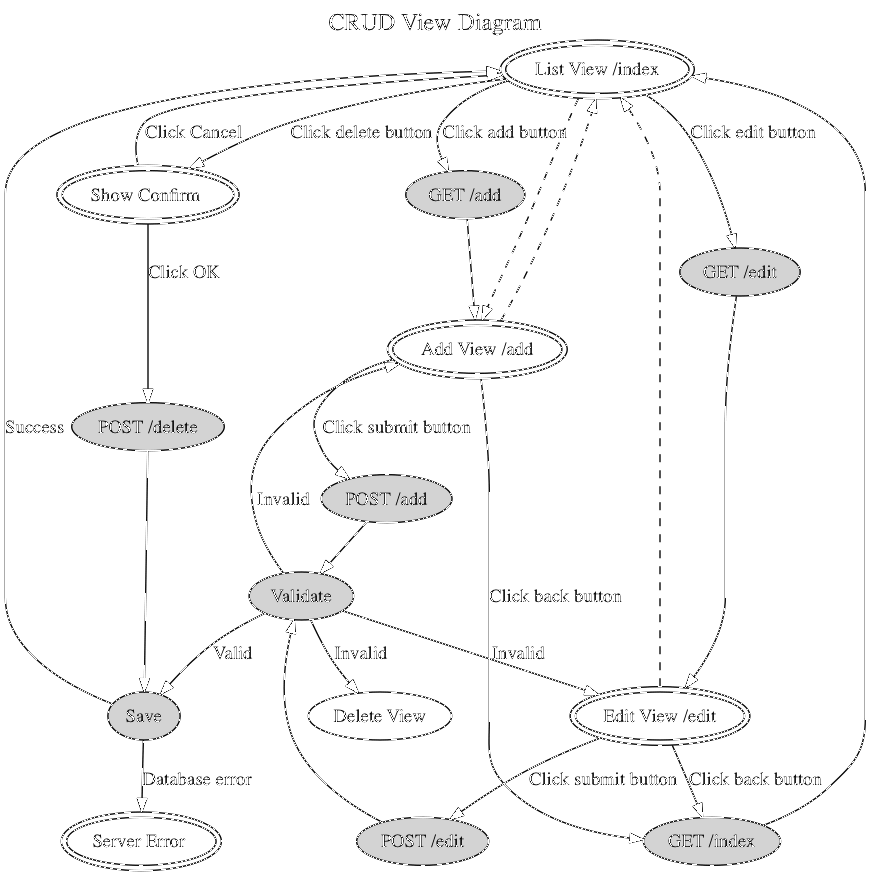 CRUD View Diagram
List View /index
Click Cancel
Click delete button
Click add button
Click edit button
Show Confirm
GET /add
Click OK
GET /edit
Add View /add
Success
POST /delete
Click submit button
Invalid
POST /add
Validate
Click back button
Valid
Invalid
Invalid
Save
Delete View
Edit View /edit
Database error
Click submit button
Click back button
Server Error
POST /edit
GET /index